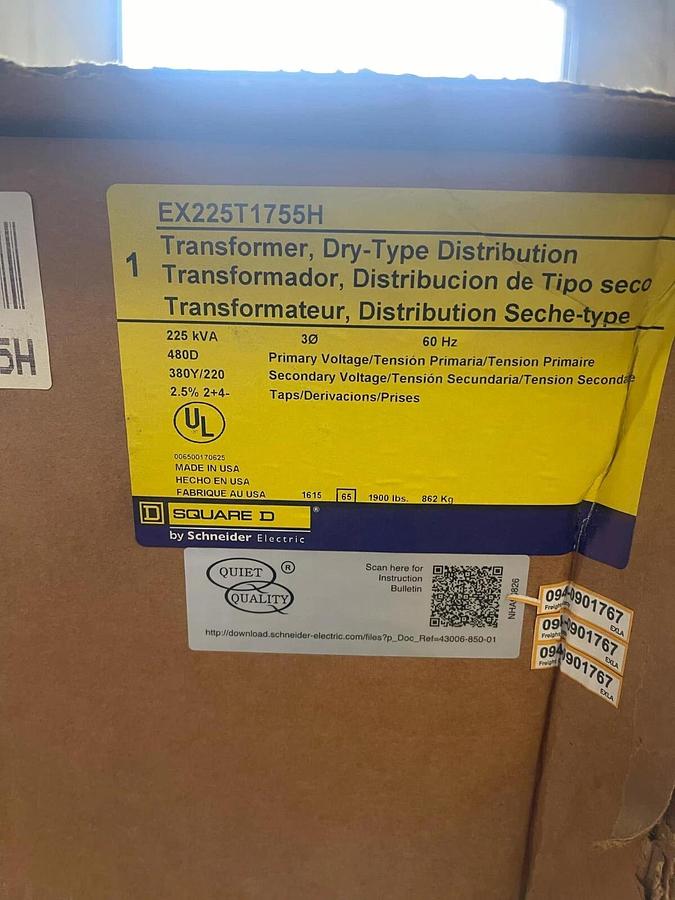 5H
EX225T1755H
1
Transformer, Dry-Type Distribution
Transformador, Distribucion de Tipo seco
Transformateur, Distribution Seche-type
225 kVA 3Ø 60 Hz
480D Primary Voltage/Tensión Primaria/Tension Primaire
380Y/220 Secondary Voltage/Tensión Secundaria/Tension Secondaire
2.5% 2+4- Taps/Derivacions/Prises
UL
006500170625
MADE IN USA
HECHO EN USA
FABRIQUE AU USA 1615 65 1900 lbs. 862 Kg
D SQUARE D ®
by Schneider Electric
QUIET ®
QUALITY
Scan here for
Instruction
Bulletin
http://download.schneider-electric.com/files?p_Doc_Ref=43006-850-01
094-0901767
EXLA
0901767
EXLA
0901767
EXLA